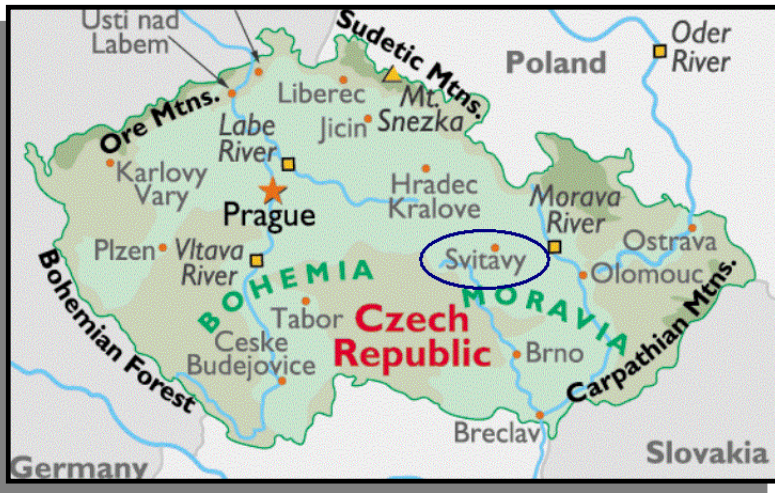 Usti nad
Labem
Sudetic Mtns.
Oder
River
Poland
Ore Mtns.
Liberec
Mt.
Snezka
Jicin
Labe
River
Karlovy
Vary
Hradec
Kralove
Morava
River
Prague
Plzen
Vltava
River
Svitavy
Ostrava
Olomouc
BOHEMIA
MORAVIA
Bohemian Forest
Tabor
Czech
Republic
Ceske
Budejovice
Brno
Carpathian Mtns.
Breclav
Slovakia
Germany